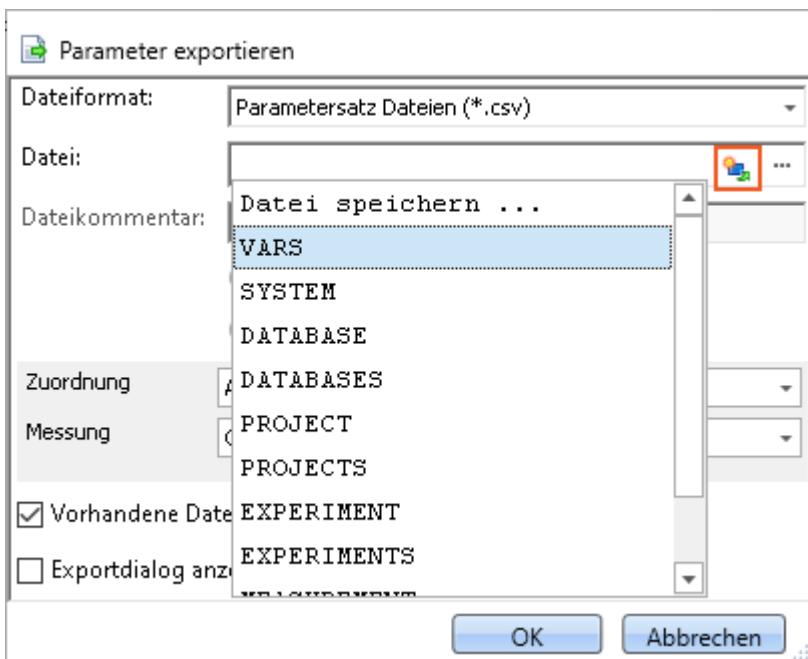 Parameter exportieren
Dateiformat:
Parametersatz Dateien (*.csv)
Datei:
...
Dateikommentar:
Datei speichern ...
VARS
SYSTEM
DATABASE
DATABASES
Zuordnung
PROJECT
Messung
PROJECTS
Vorhandene Date
EXPERIMENT
EXPERIMENTS
Exportdialog anz
OK
Abbrechen